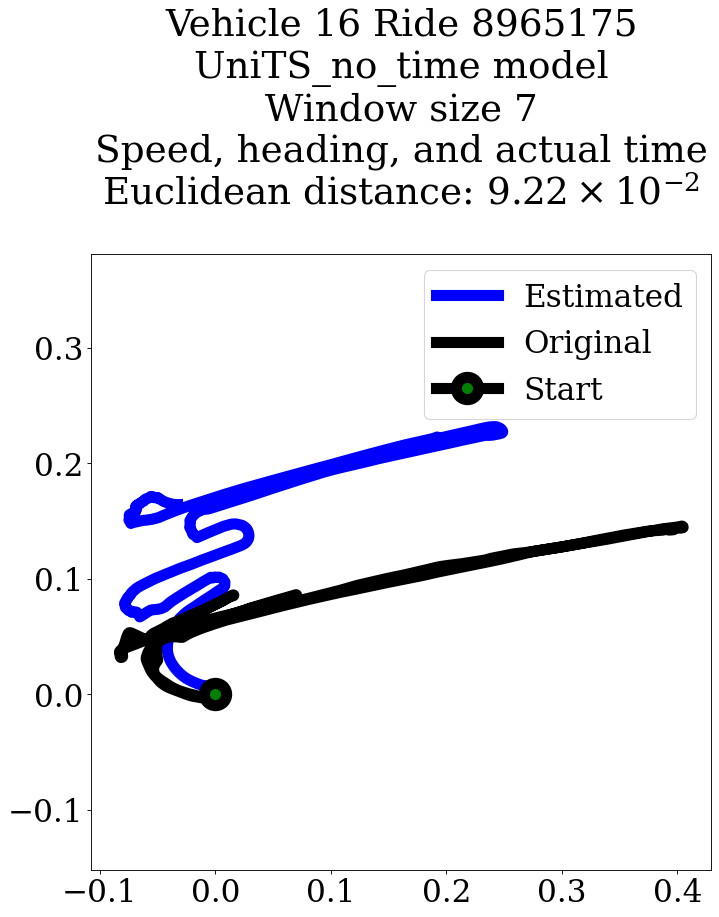 Vehicle 16 Ride 8965175
UniTS_no_time model
Window size 7
Speed, heading, and actual time
Euclidean distance: 9.22 × 10⁻²
Estimated
Original
Start
0.3
0.2
0.1
0.0
−0.1
−0.1 0.0 0.1 0.2 0.3 0.4